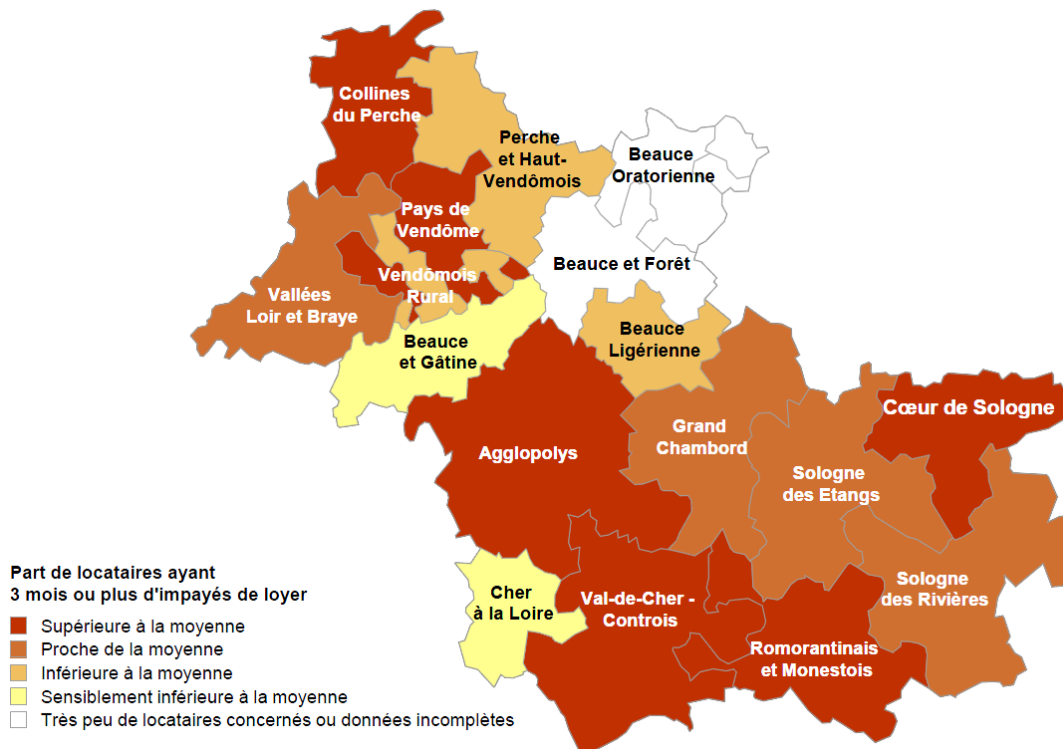 Collines
du Perche
Perche
et Haut-
Vendômois
Beauce
Oratorienne
Pays de
Vendôme
Beauce et Forêt
Vendômois
Rural
Vallées
Loir et Braye
Beauce
et Gâtine
Beauce
Ligérienne
Cœur de Sologne
Grand
Chambord
Agglopolys
Sologne
des Etangs
Cher
à la Loire
Val-de-Cher -
Controis
Sologne
des Rivières
Romorantinais
et Monestois
Part de locataires ayant
3 mois ou plus d'impayés de loyer
Supérieure à la moyenne
Proche de la moyenne
Inférieure à la moyenne
Sensiblement inférieure à la moyenne
Très peu de locataires concernés ou données incomplètes